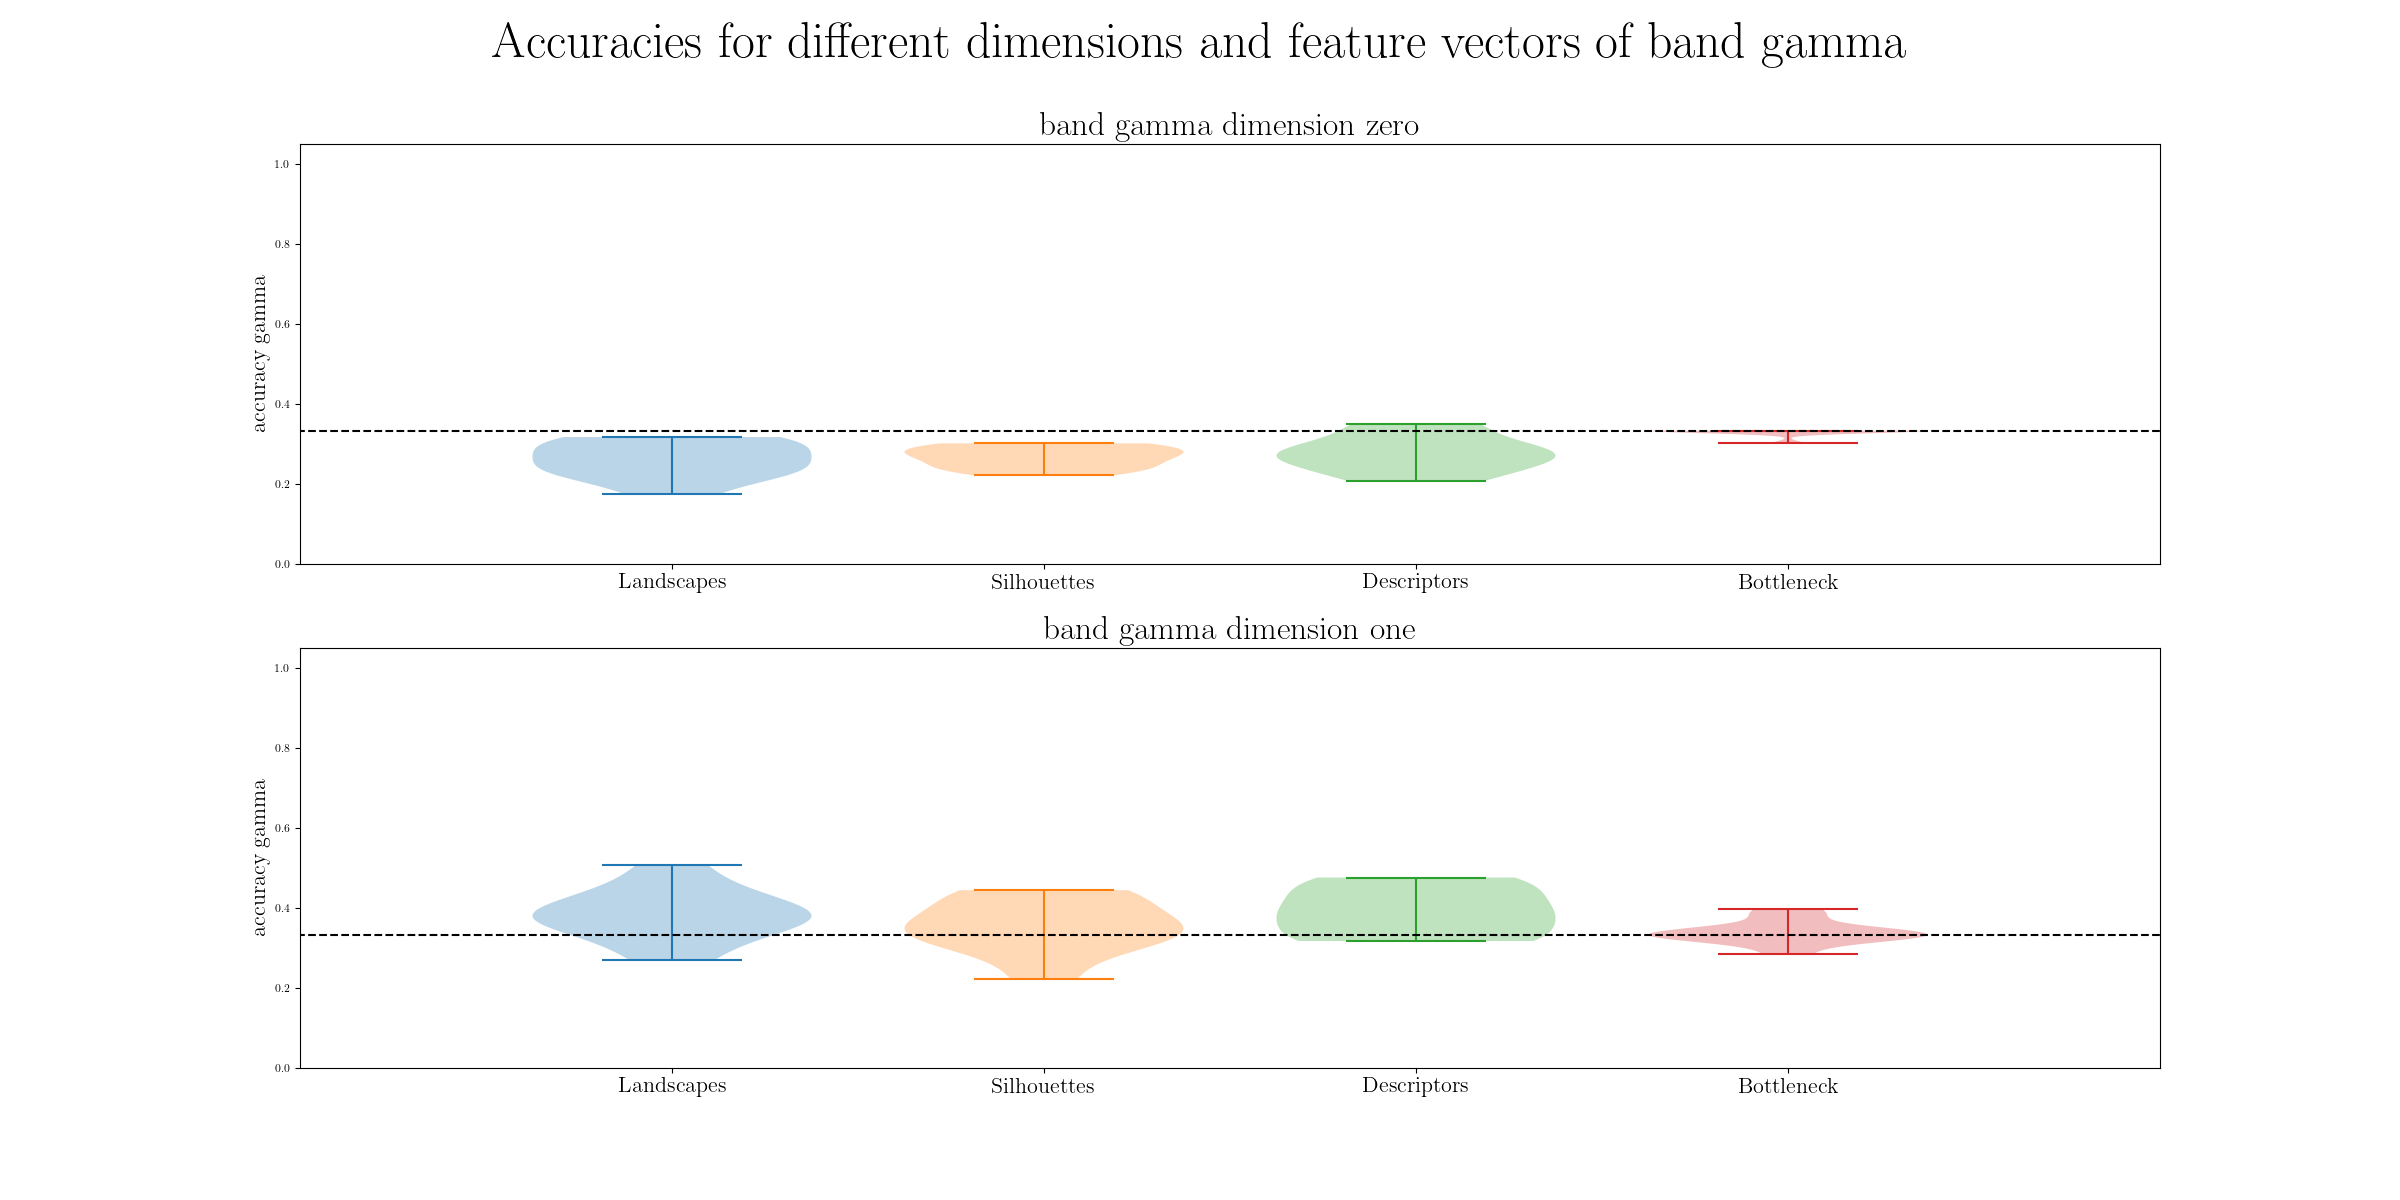 Accuracies for different dimensions and feature vectors of band gamma
band gamma dimension zero
accuracy gamma
1.0
0.8
0.6
0.4
0.2
0.0
Landscapes Silhouettes Descriptors Bottleneck
band gamma dimension one
accuracy gamma
1.0
0.8
0.6
0.4
0.2
0.0
Landscapes Silhouettes Descriptors Bottleneck